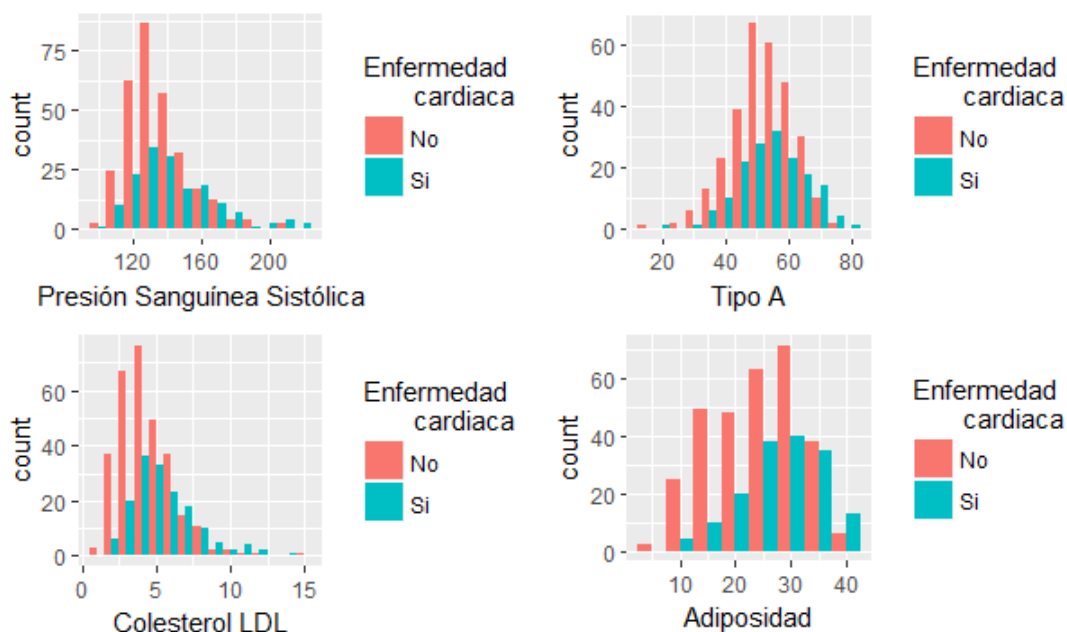 75
50
25
0
count
120 160 200
Presión Sanguínea Sistólica
Enfermedad
cardiaca
No
Si
60
40
20
0
count
20 40 60 80
Tipo A
Enfermedad
cardiaca
No
Si
60
40
20
0
count
0 5 10 15
Colesterol LDL
Enfermedad
cardiaca
No
Si
60
40
20
0
count
10 20 30 40
Adiposidad
Enfermedad
cardiaca
No
Si